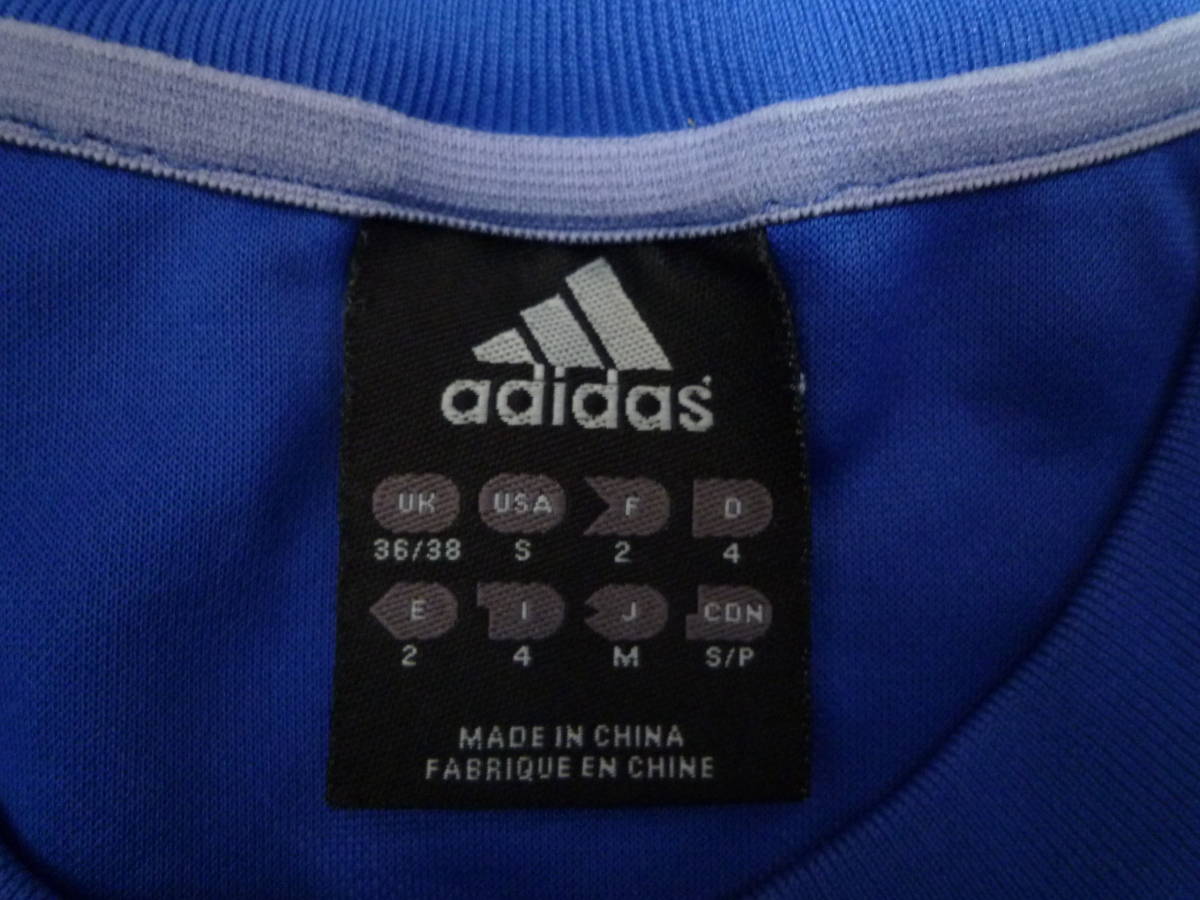 adidas
UK USA F D
36/38 S 2 4
E I J CDN
2 4 M S/P
MADE IN CHINA
FABRIQUE EN CHINE